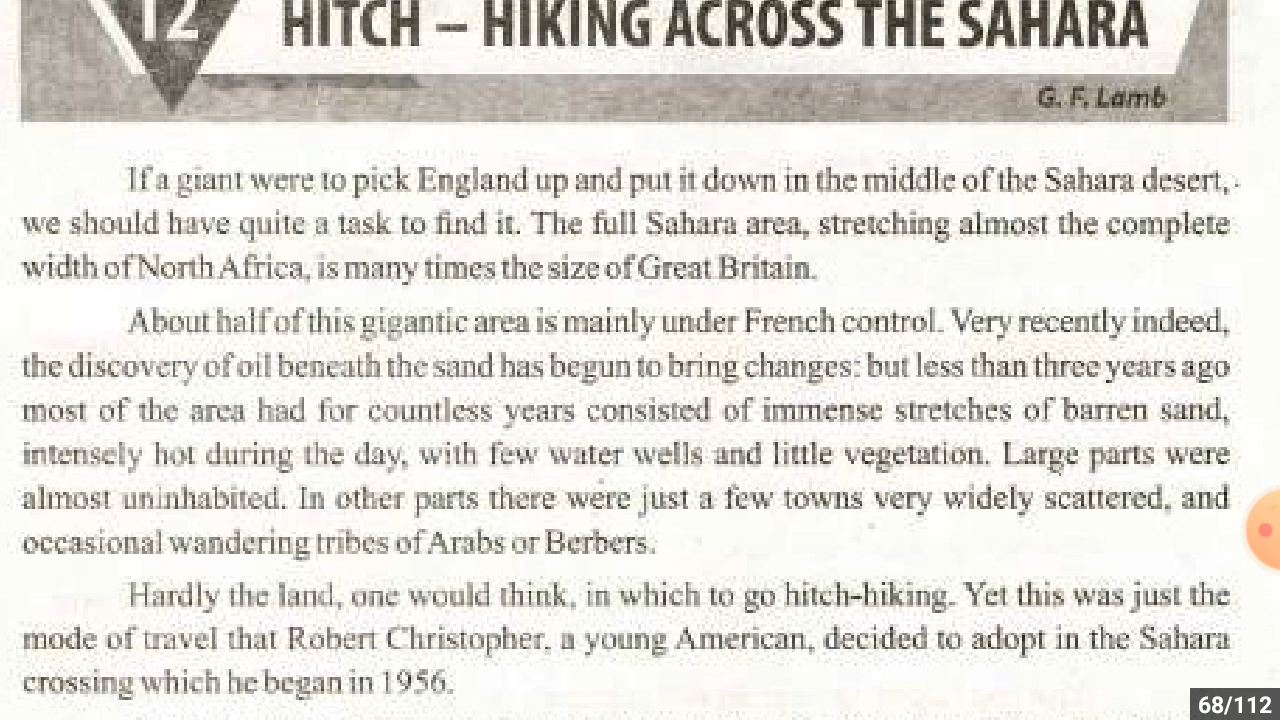 12
HITCH – HIKING ACROSS THE SAHARA
G. F. Lamb
If a giant were to pick England up and put it down in the middle of the Sahara desert,
we should have quite a task to find it. The full Sahara area, stretching almost the complete
width of North Africa, is many times the size of Great Britain.
About half of this gigantic area is mainly under French control. Very recently indeed,
the discovery of oil beneath the sand has begun to bring changes: but less than three years ago
most of the area had for countless years consisted of immense stretches of barren sand,
intensely hot during the day, with few water wells and little vegetation. Large parts were
almost uninhabited. In other parts there were just a few towns very widely scattered, and
occasional wandering tribes of Arabs or Berbers.
Hardly the land, one would think, in which to go hitch-hiking. Yet this was just the
mode of travel that Robert Christopher, a young American, decided to adopt in the Sahara
crossing which he began in 1956.
68/112